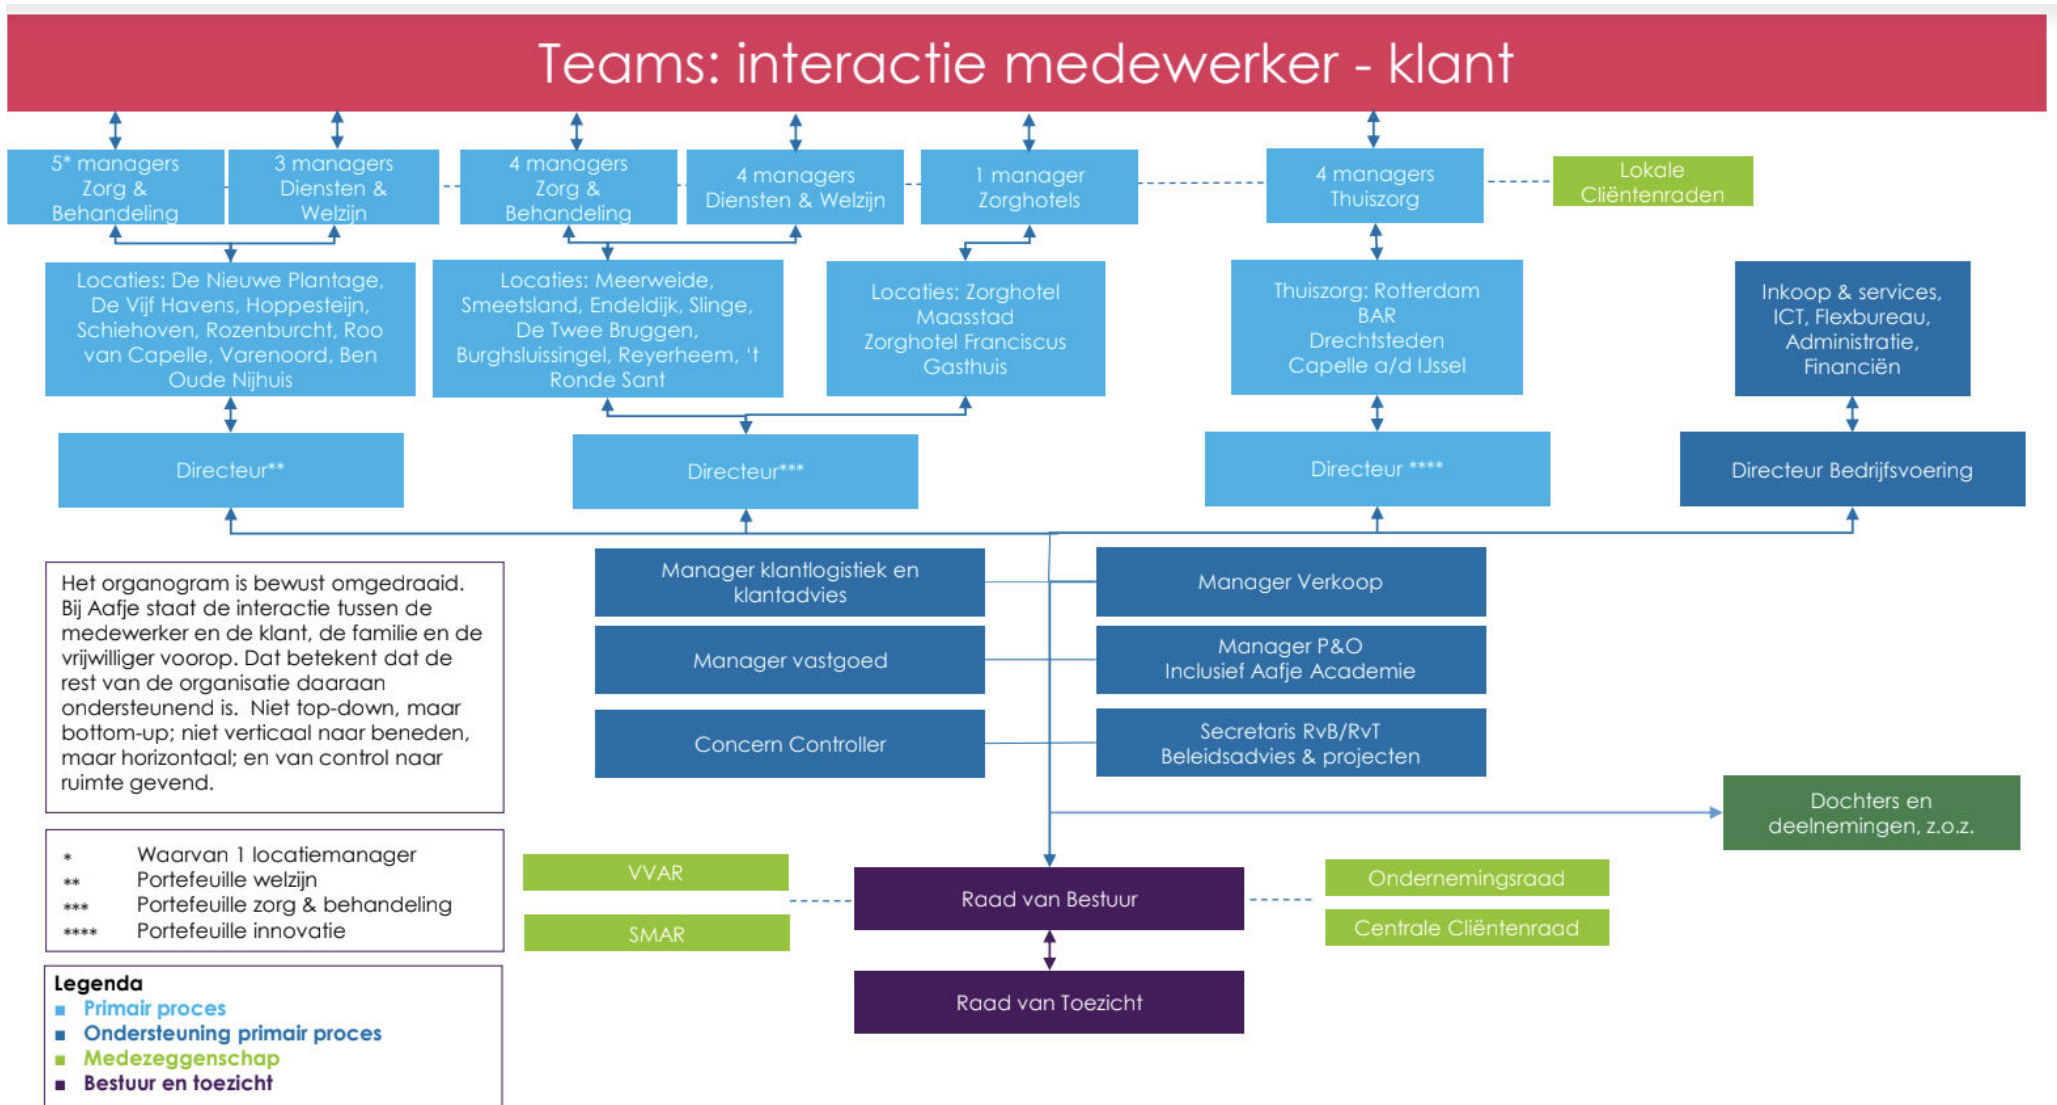 Teams: interactie medewerker - klant
5* managers
Zorg &
Behandeling
3 managers
Diensten &
Welzijn
4 managers
Zorg &
Behandeling
4 managers
Diensten & Welzijn
1 manager
Zorghotels
4 managers
Thuiszorg
Lokale
Cliëntenraden
Locaties: De Nieuwe Plantage,
De Vijf Havens, Hoppesteijn,
Schiehoven, Rozenburcht, Roo
van Capelle, Varenoord, Ben
Oude Nijhuis
Locaties: Meerweide,
Smeetsland, Endeldijk, Slinge,
De Twee Bruggen,
Burghsluissingel, Reyerheem, ‘t
Ronde Sant
Locaties: Zorghotel
Maasstad
Zorghotel Franciscus
Gasthuis
Thuiszorg: Rotterdam
BAR
Drechtsteden
Capelle a/d IJssel
Inkoop & services,
ICT, Flexbureau,
Administratie,
Financiën
Directeur**
Directeur***
Directeur ****
Directeur Bedrijfsvoering
Het organogram is bewust omgedraaid.
Bij Aafje staat de interactie tussen de
medewerker en de klant, de familie en de
vrijwilliger voorop. Dat betekent dat de
rest van de organisatie daaraan
ondersteunend is. Niet top-down, maar
bottom-up; niet verticaal naar beneden,
maar horizontaal; en van control naar
ruimte gevend.
Manager klantlogistiek en
klantadvies
Manager Verkoop
Manager vastgoed
Manager P&O
Inclusief Aafje Academie
Concern Controller
Secretaris RvB/RvT
Beleidsadvies & projecten
Dochters en
deelnemingen, z.o.z.
* Waarvan 1 locatiemanager
** Portefeuille welzijn
*** Portefeuille zorg & behandeling
**** Portefeuille innovatie
VVAR
SMAR
Raad van Bestuur
Ondernemingsraad
Centrale Cliëntenraad
Raad van Toezicht
Legenda
Primair proces
Ondersteuning primair proces
Medezeggenschap
Bestuur en toezicht